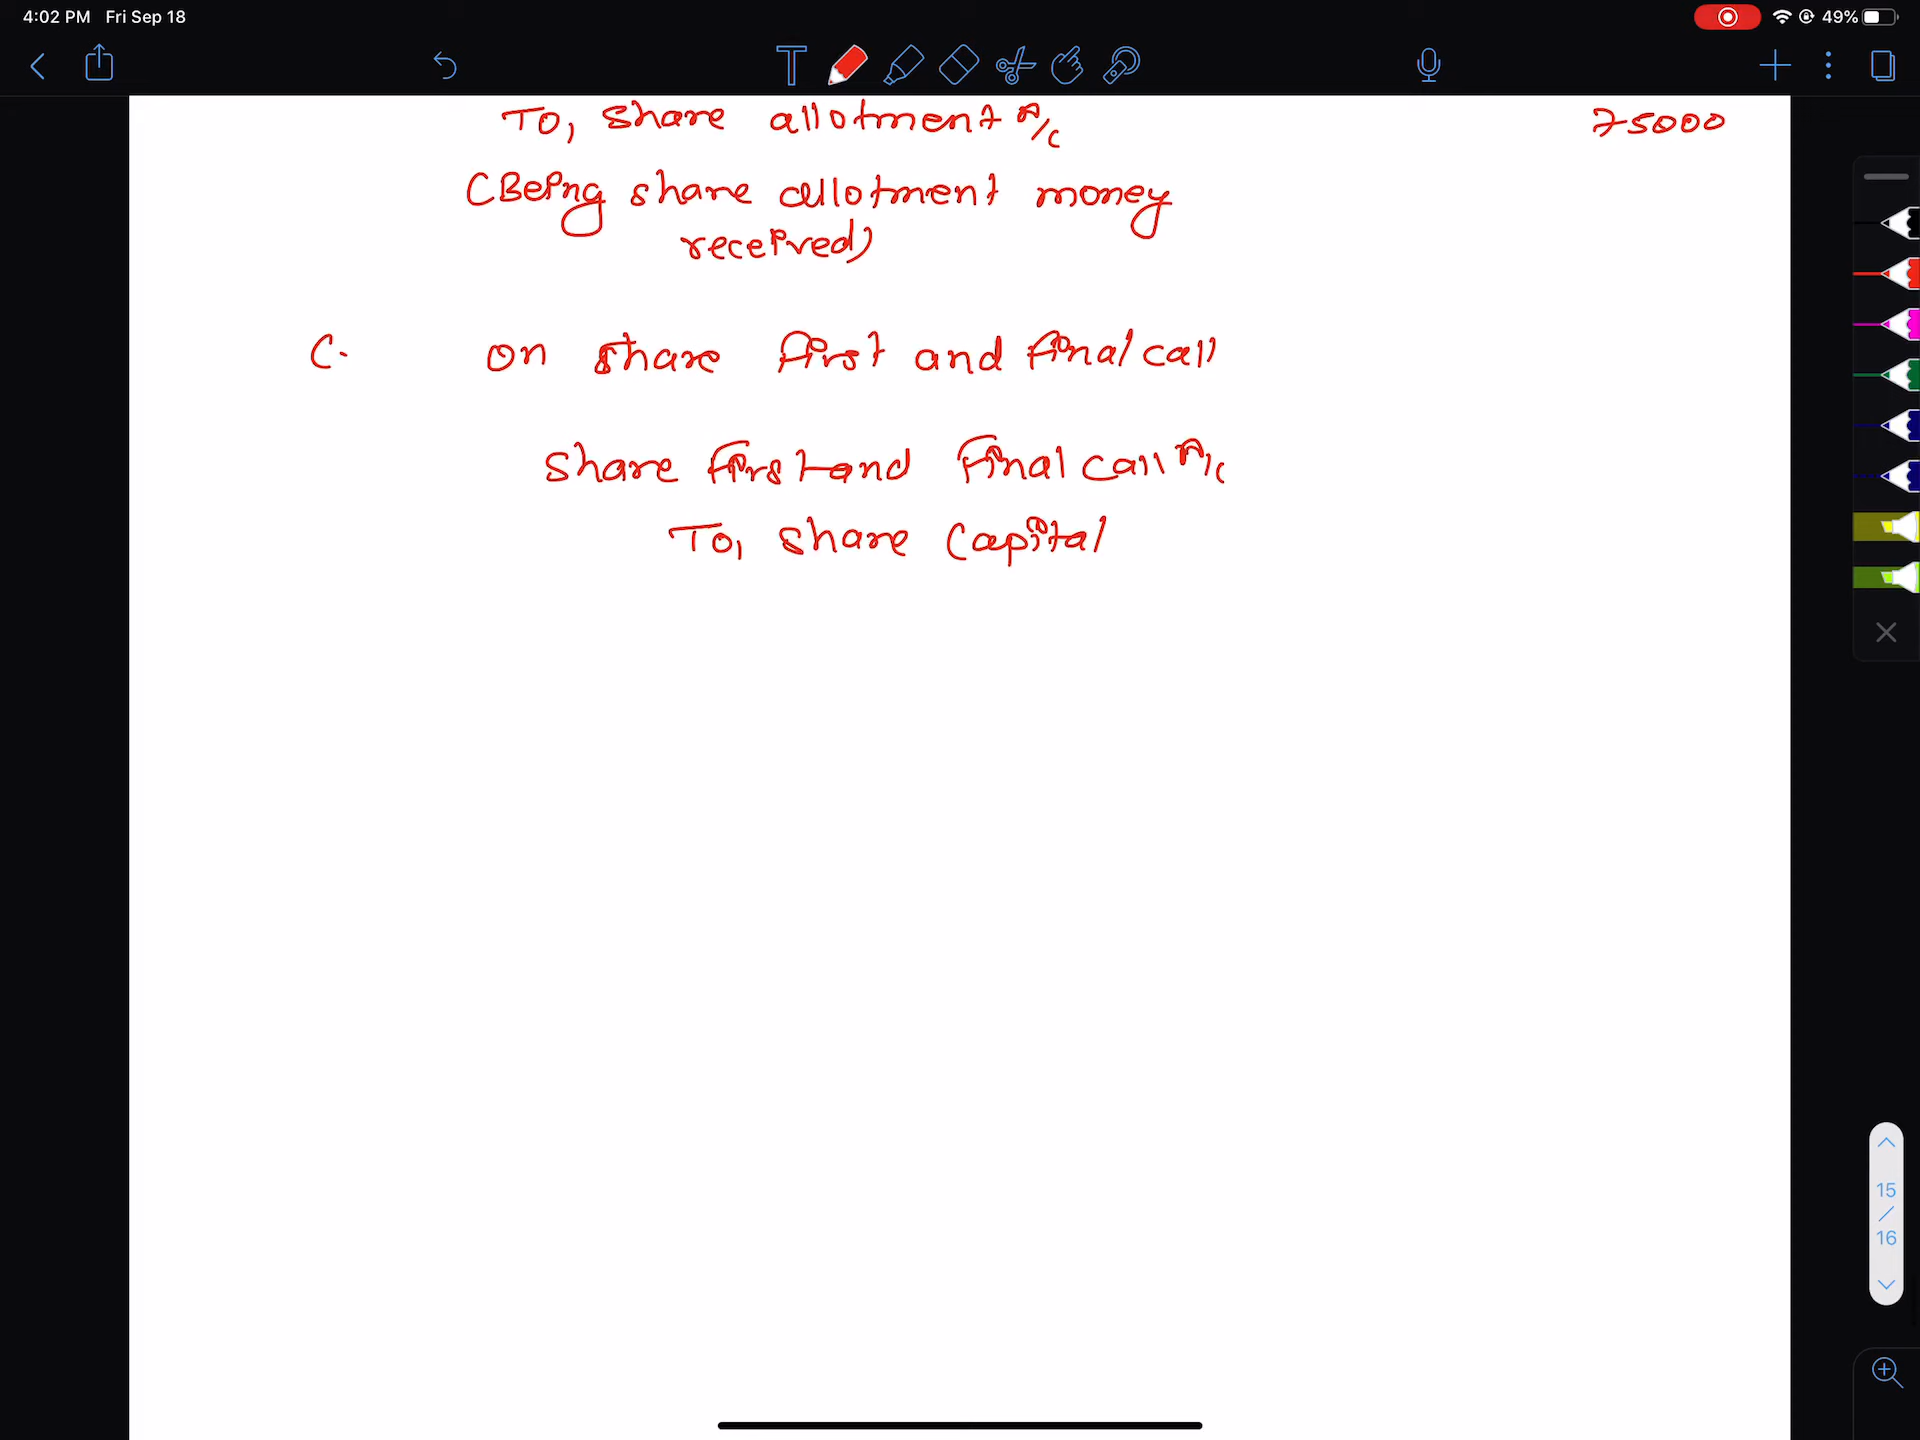 4:02 PM Fri Sep 18
49%
To, share allotment A/c 75000
(Being share allotment money
received)
C. on share first and final call
share first and final call A/c
To, share capital
15
/
16